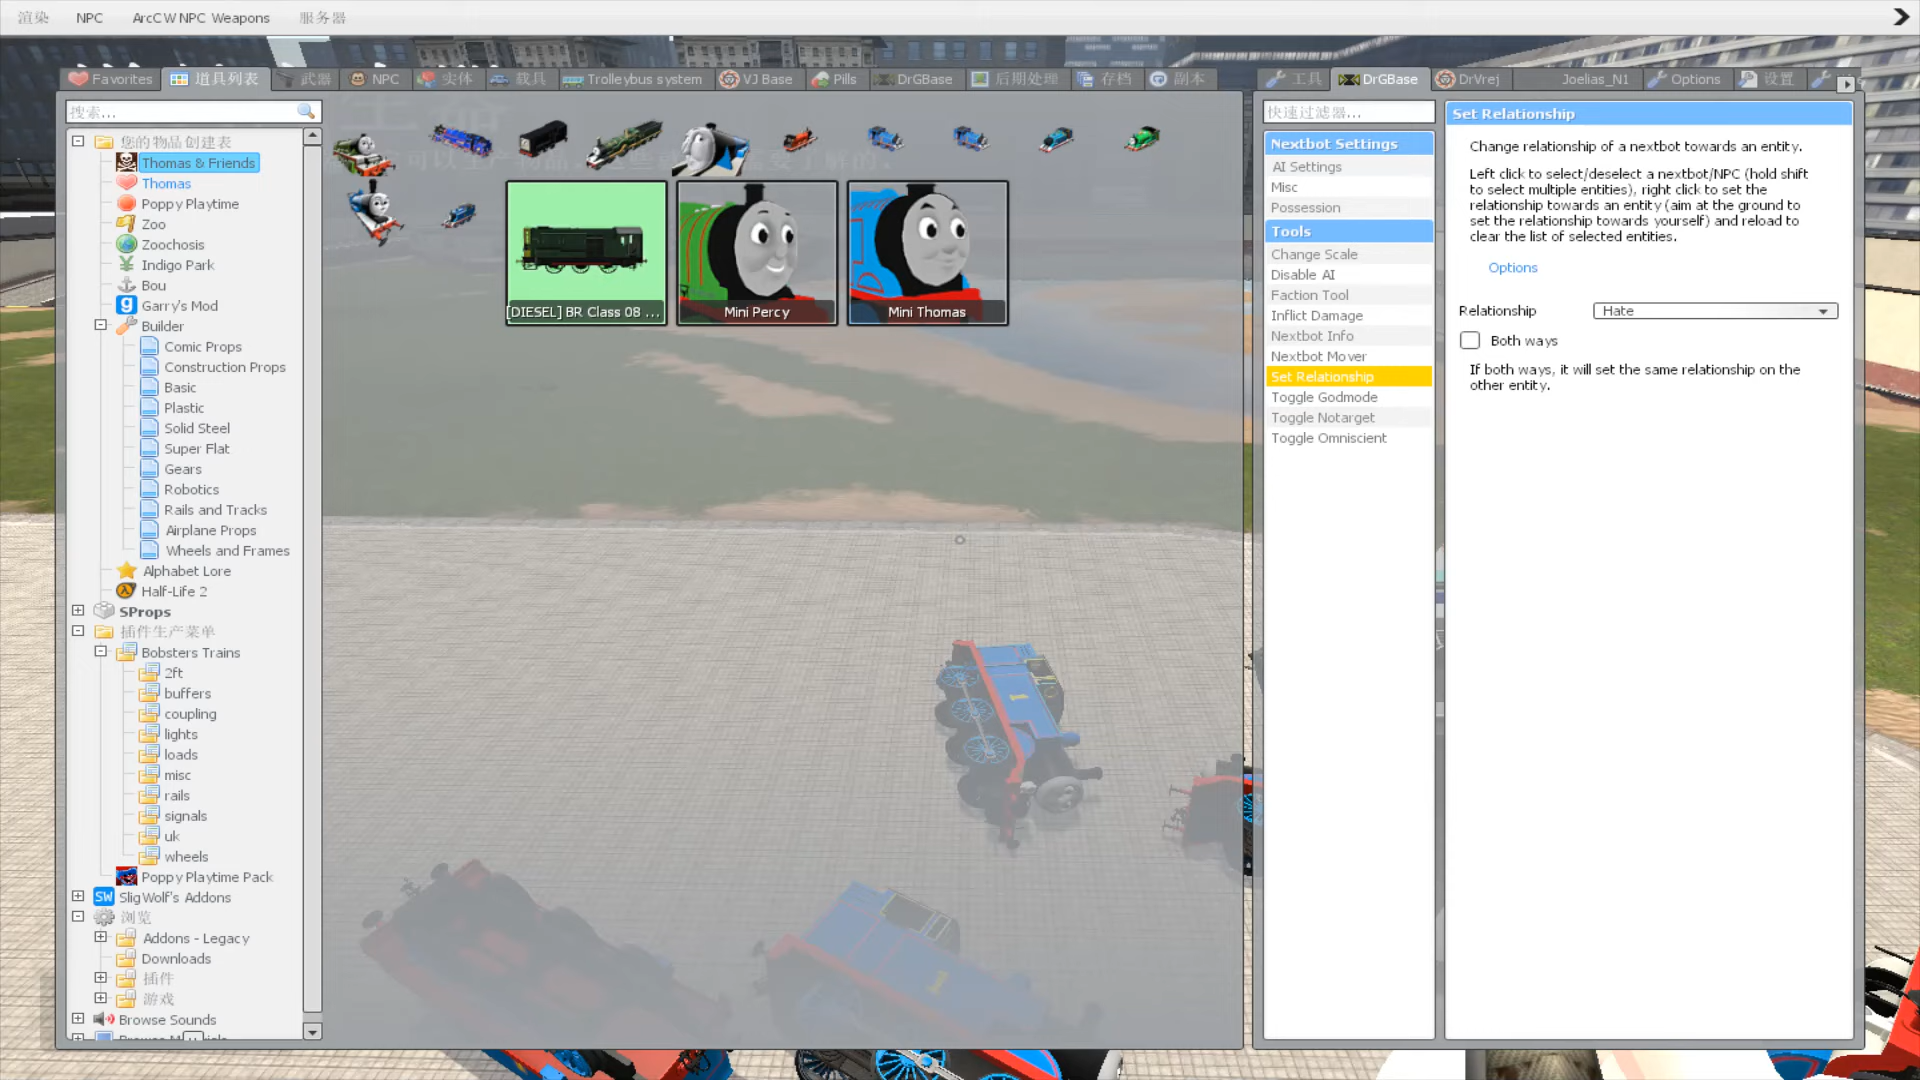 渲染 NPC ArcCW NPC Weapons 服务器
Favorites 道具列表 武器 NPC 实体 载具 Trolleybus system VJ Base Pills DrGBase 后期处理 存档 副本
工具 DrGBase DrVrej Joelias_N1 Options 设置
搜索...
您的物品创建表
Thomas & Friends
Thomas
Poppy Playtime
Zoo
Zoochosis
Indigo Park
Bou
Garry's Mod
Builder
Comic Props
Construction Props
Basic
Plastic
Solid Steel
Super Flat
Gears
Robotics
Rails and Tracks
Airplane Props
Wheels and Frames
Alphabet Lore
Half-Life 2
SProps
插件生产菜单
Bobsters Trains
2ft
buffers
coupling
lights
loads
misc
rails
signals
uk
wheels
Poppy Playtime Pack
SligWolf's Addons
浏览
Addons - Legacy
Downloads
插件
游戏
Browse Sounds
[DIESEL] BR Class 08 ...
Mini Percy
Mini Thomas
快速过滤器...
Nextbot Settings
AI Settings
Misc
Possession
Tools
Change Scale
Disable AI
Faction Tool
Inflict Damage
Nextbot Info
Nextbot Mover
Set Relationship
Toggle Godmode
Toggle Notarget
Toggle Omniscient
Set Relationship
Change relationship of a nextbot towards an entity.
Left click to select/deselect a nextbot/NPC (hold shift
to select multiple entities), right click to set the
relationship towards an entity (aim at the ground to
set the relationship towards yourself) and reload to
clear the list of selected entities.
Options
Relationship Hate
Both ways
If both ways, it will set the same relationship on the
other entity.